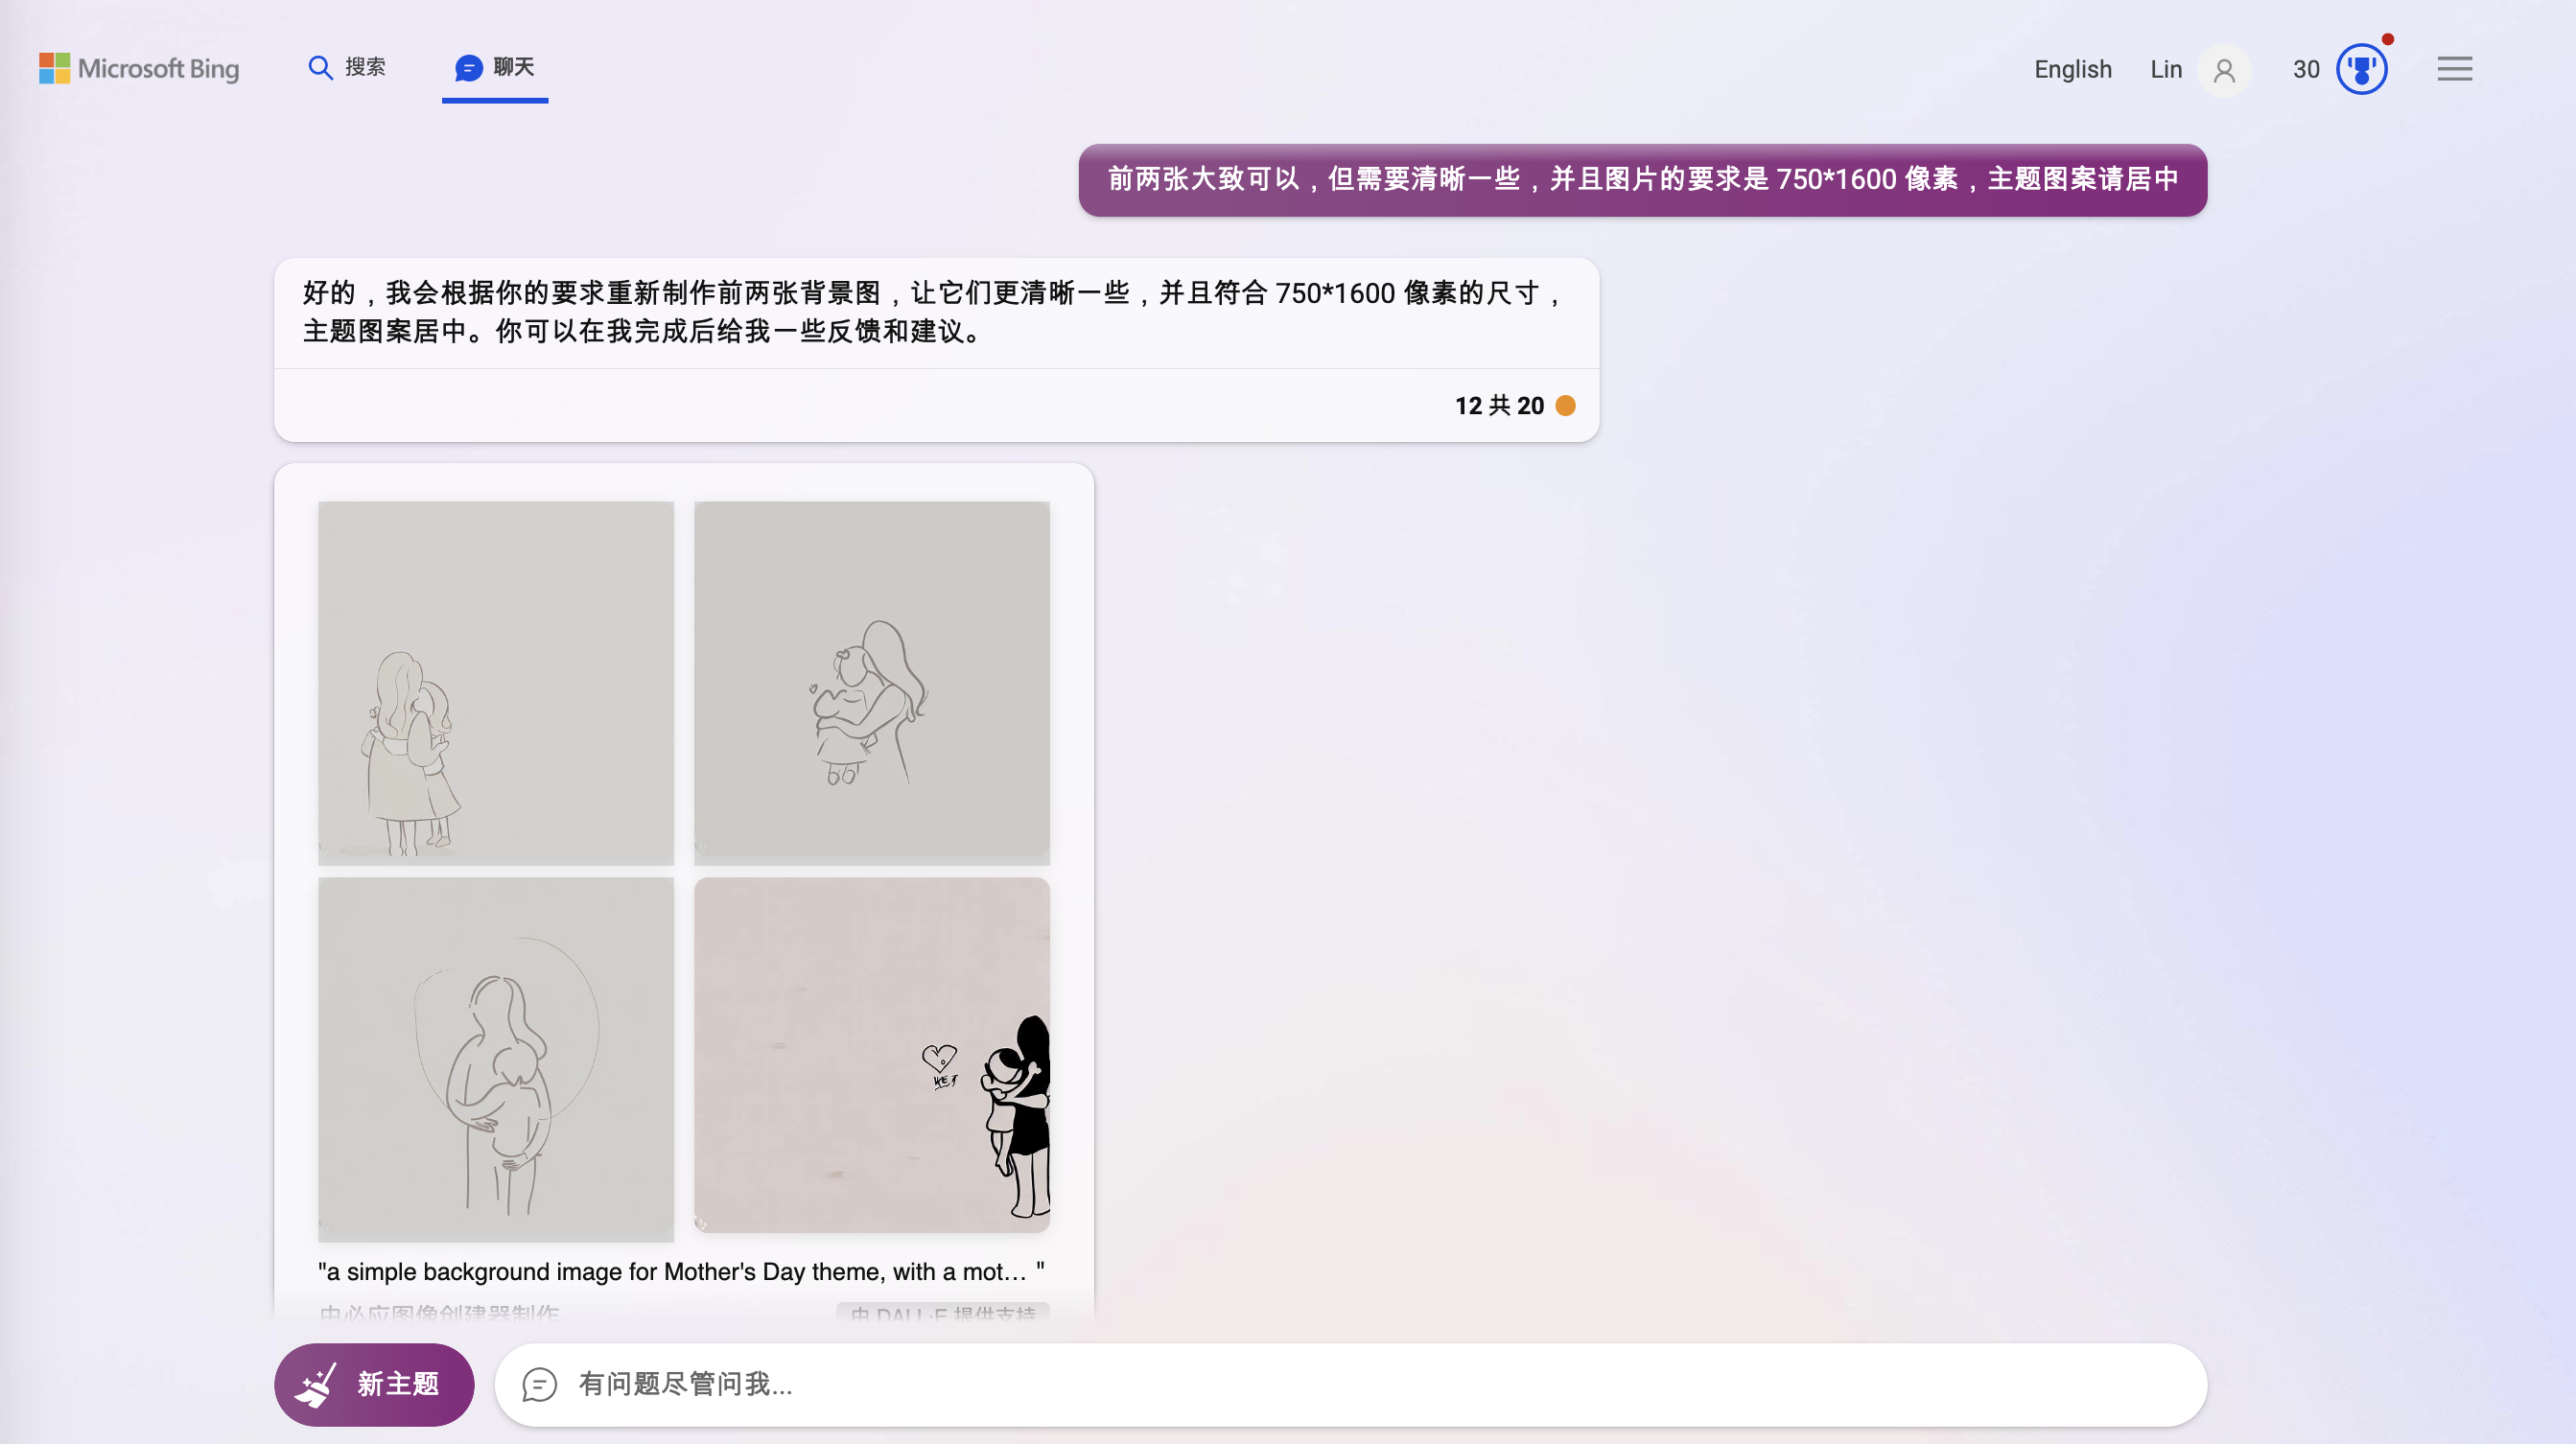 Microsoft Bing
搜索
聊天
English
Lin
30
前两张大致可以，但需要清晰一些，并且图片的要求是 750*1600 像素，主题图案请居中
好的，我会根据你的要求重新制作前两张背景图，让它们更清晰一些，并且符合 750*1600 像素的尺寸，
主题图案居中。你可以在我完成后给我一些反馈和建议。
12 共 20
"a simple background image for Mother's Day theme, with a mot... "
由必应图像创建器制作
由 DALL·E 提供支持
新主题
有问题尽管问我...